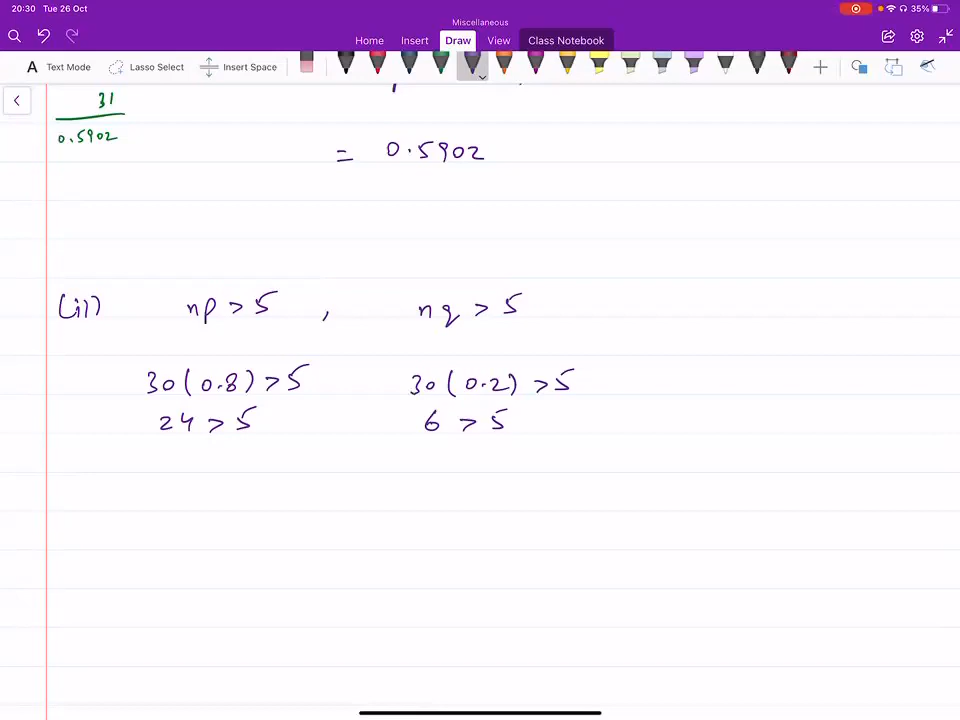 20:30 Tue 26 Oct
35%
Miscellaneous
Home Insert Draw View Class Notebook
A Text Mode Lasso Select Insert Space
31
0.5902
= 0.5902
(ii) np > 5 , nq > 5
30(0.8) > 5 30(0.2) > 5
24 > 5 6 > 5